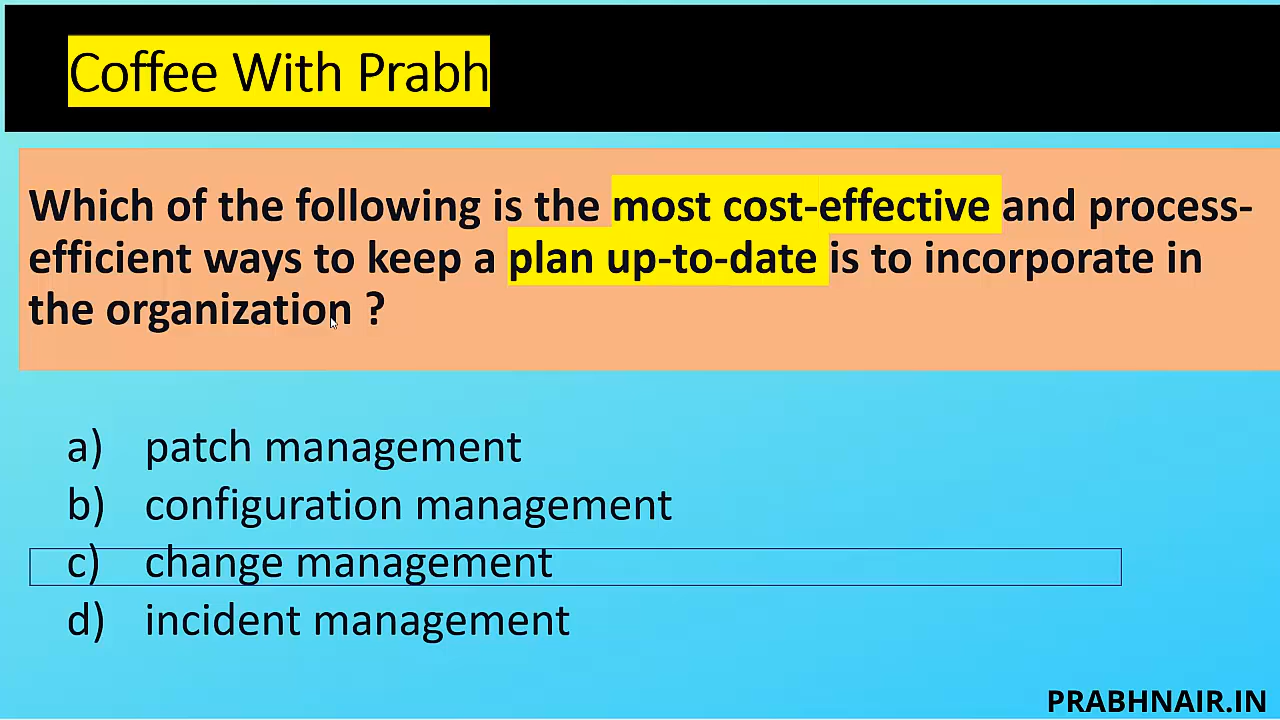 Coffee With Prabh
Which of the following is the most cost-effective and process-
efficient ways to keep a plan up-to-date is to incorporate in
the organization ?
a) patch management
b) configuration management
c) change management
d) incident management
PRABHNAIR.IN